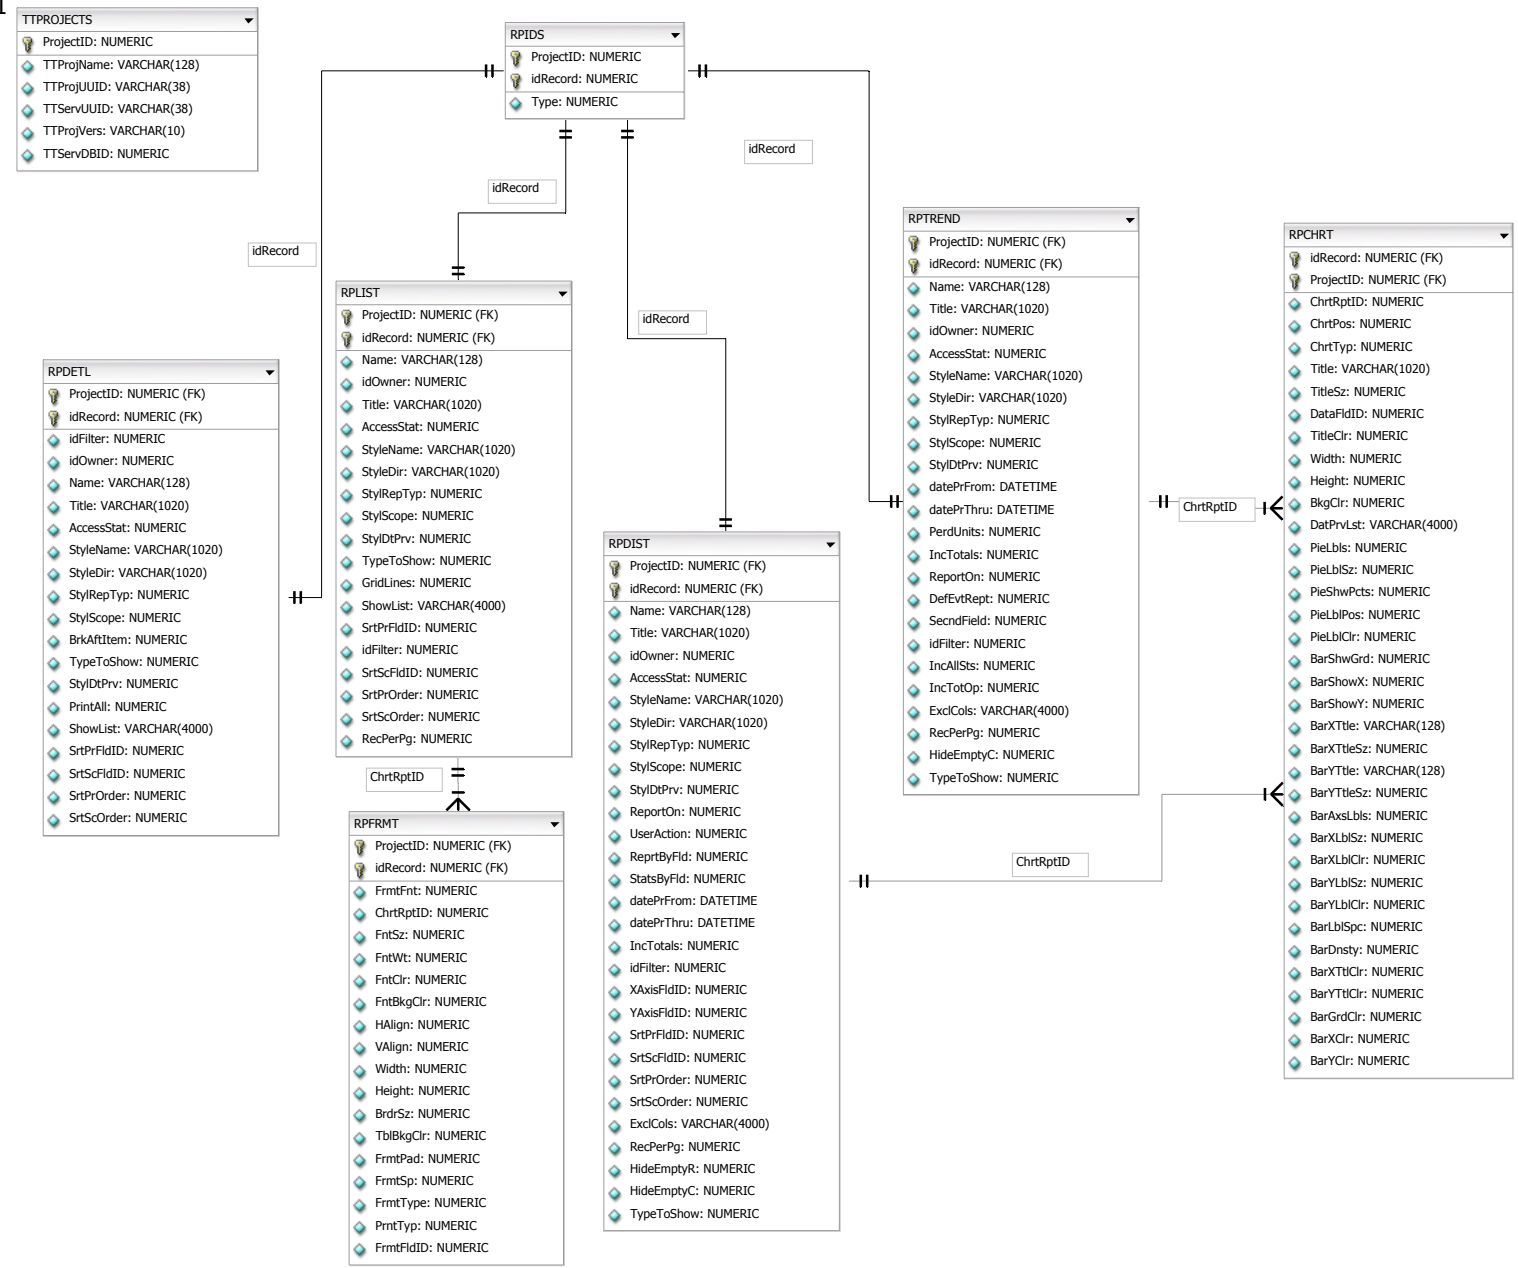 1
TTPROJECTS
ProjectID: NUMERIC
TTProjName: VARCHAR(128)
TTProjUUID: VARCHAR(38)
TTServUUID: VARCHAR(38)
TTProjVers: VARCHAR(10)
TTServDBID: NUMERIC
RPIDS
ProjectID: NUMERIC
idRecord: NUMERIC
Type: NUMERIC
idRecord
idRecord
idRecord
idRecord
RPDETL
ProjectID: NUMERIC (FK)
idRecord: NUMERIC (FK)
idFilter: NUMERIC
idOwner: NUMERIC
Name: VARCHAR(128)
Title: VARCHAR(1020)
AccessStat: NUMERIC
StyleName: VARCHAR(1020)
StyleDir: VARCHAR(1020)
StylRepTyp: NUMERIC
StylScope: NUMERIC
BrkAftItem: NUMERIC
TypeToShow: NUMERIC
StylDtPrv: NUMERIC
PrintAll: NUMERIC
ShowList: VARCHAR(4000)
SrtPrFldID: NUMERIC
SrtScFldID: NUMERIC
SrtPrOrder: NUMERIC
SrtScOrder: NUMERIC
RPLIST
ProjectID: NUMERIC (FK)
idRecord: NUMERIC (FK)
Name: VARCHAR(128)
idOwner: NUMERIC
Title: VARCHAR(1020)
AccessStat: NUMERIC
StyleName: VARCHAR(1020)
StyleDir: VARCHAR(1020)
StylRepTyp: NUMERIC
StylScope: NUMERIC
StylDtPrv: NUMERIC
TypeToShow: NUMERIC
GridLines: NUMERIC
ShowList: VARCHAR(4000)
SrtPrFldID: NUMERIC
idFilter: NUMERIC
SrtScFldID: NUMERIC
SrtPrOrder: NUMERIC
SrtScOrder: NUMERIC
RecPerPg: NUMERIC
ChrtRptID
RPFRMT
ProjectID: NUMERIC (FK)
idRecord: NUMERIC (FK)
FrmtFnt: NUMERIC
ChrtRptID: NUMERIC
FntSz: NUMERIC
FntWt: NUMERIC
FntClr: NUMERIC
FntBkgClr: NUMERIC
HAlign: NUMERIC
VAlign: NUMERIC
Width: NUMERIC
Height: NUMERIC
BrdrSz: NUMERIC
TblBkgClr: NUMERIC
FrmtPad: NUMERIC
FrmtSp: NUMERIC
FrmtType: NUMERIC
PrntTyp: NUMERIC
FrmtFldID: NUMERIC
RPDIST
ProjectID: NUMERIC (FK)
idRecord: NUMERIC (FK)
Name: VARCHAR(128)
Title: VARCHAR(1020)
idOwner: NUMERIC
AccessStat: NUMERIC
StyleName: VARCHAR(1020)
StyleDir: VARCHAR(1020)
StylRepTyp: NUMERIC
StylScope: NUMERIC
StylDtPrv: NUMERIC
ReportOn: NUMERIC
UserAction: NUMERIC
ReprtByFld: NUMERIC
StatsByFld: NUMERIC
datePrFrom: DATETIME
datePrThru: DATETIME
IncTotals: NUMERIC
idFilter: NUMERIC
XAxisFldID: NUMERIC
YAxisFldID: NUMERIC
SrtPrFldID: NUMERIC
SrtScFldID: NUMERIC
SrtPrOrder: NUMERIC
SrtScOrder: NUMERIC
ExclCols: VARCHAR(4000)
RecPerPg: NUMERIC
HideEmptyR: NUMERIC
HideEmptyC: NUMERIC
TypeToShow: NUMERIC
RPTREND
ProjectID: NUMERIC (FK)
idRecord: NUMERIC (FK)
Name: VARCHAR(128)
Title: VARCHAR(1020)
idOwner: NUMERIC
AccessStat: NUMERIC
StyleName: VARCHAR(1020)
StyleDir: VARCHAR(1020)
StylRepTyp: NUMERIC
StylScope: NUMERIC
StylDtPrv: NUMERIC
datePrFrom: DATETIME
datePrThru: DATETIME
PerdUnits: NUMERIC
IncTotals: NUMERIC
ReportOn: NUMERIC
DefEvtRept: NUMERIC
SecndField: NUMERIC
idFilter: NUMERIC
IncAllSts: NUMERIC
IncTotOp: NUMERIC
ExclCols: VARCHAR(4000)
RecPerPg: NUMERIC
HideEmptyC: NUMERIC
TypeToShow: NUMERIC
ChrtRptID
ChrtRptID
RPCHRT
idRecord: NUMERIC (FK)
ProjectID: NUMERIC (FK)
ChrtRptID: NUMERIC
ChrtPos: NUMERIC
ChrtTyp: NUMERIC
Title: VARCHAR(1020)
TitleSz: NUMERIC
DataFldID: NUMERIC
TitleClr: NUMERIC
Width: NUMERIC
Height: NUMERIC
BkgClr: NUMERIC
DatPrvLst: VARCHAR(4000)
PieLbls: NUMERIC
PieLblSz: NUMERIC
PieShwPcts: NUMERIC
PieLblPos: NUMERIC
PieLblClr: NUMERIC
BarShwGrd: NUMERIC
BarShowX: NUMERIC
BarShowY: NUMERIC
BarXTtle: VARCHAR(128)
BarXTtleSz: NUMERIC
BarYTtle: VARCHAR(128)
BarYTtleSz: NUMERIC
BarAxsLbls: NUMERIC
BarXLblSz: NUMERIC
BarXLblClr: NUMERIC
BarYLblSz: NUMERIC
BarYLblClr: NUMERIC
BarLblSpc: NUMERIC
BarDnsty: NUMERIC
BarXTtlClr: NUMERIC
BarYTtlClr: NUMERIC
BarGrdClr: NUMERIC
BarXClr: NUMERIC
BarYClr: NUMERIC